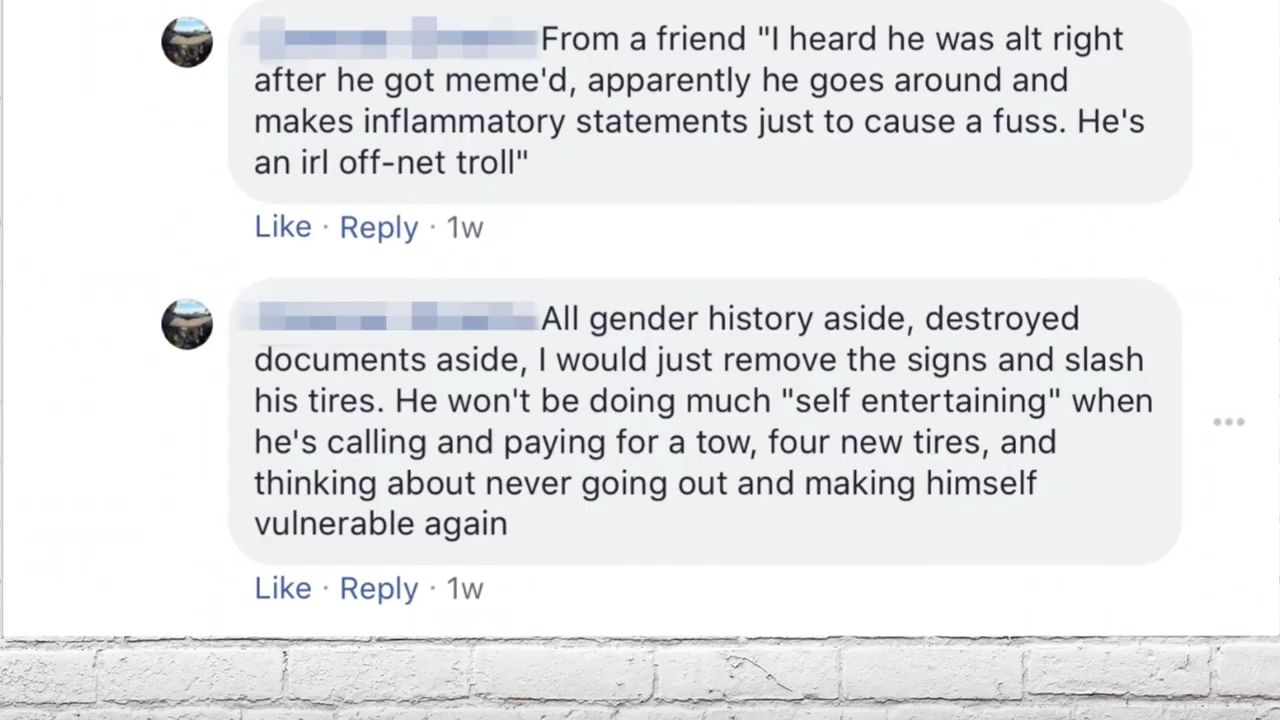 From a friend "I heard he was alt right
after he got meme'd, apparently he goes around and
makes inflammatory statements just to cause a fuss. He's
an irl off-net troll"
Like · Reply · 1w
All gender history aside, destroyed
documents aside, I would just remove the signs and slash
his tires. He won't be doing much "self entertaining" when
he's calling and paying for a tow, four new tires, and
thinking about never going out and making himself
vulnerable again
Like · Reply · 1w